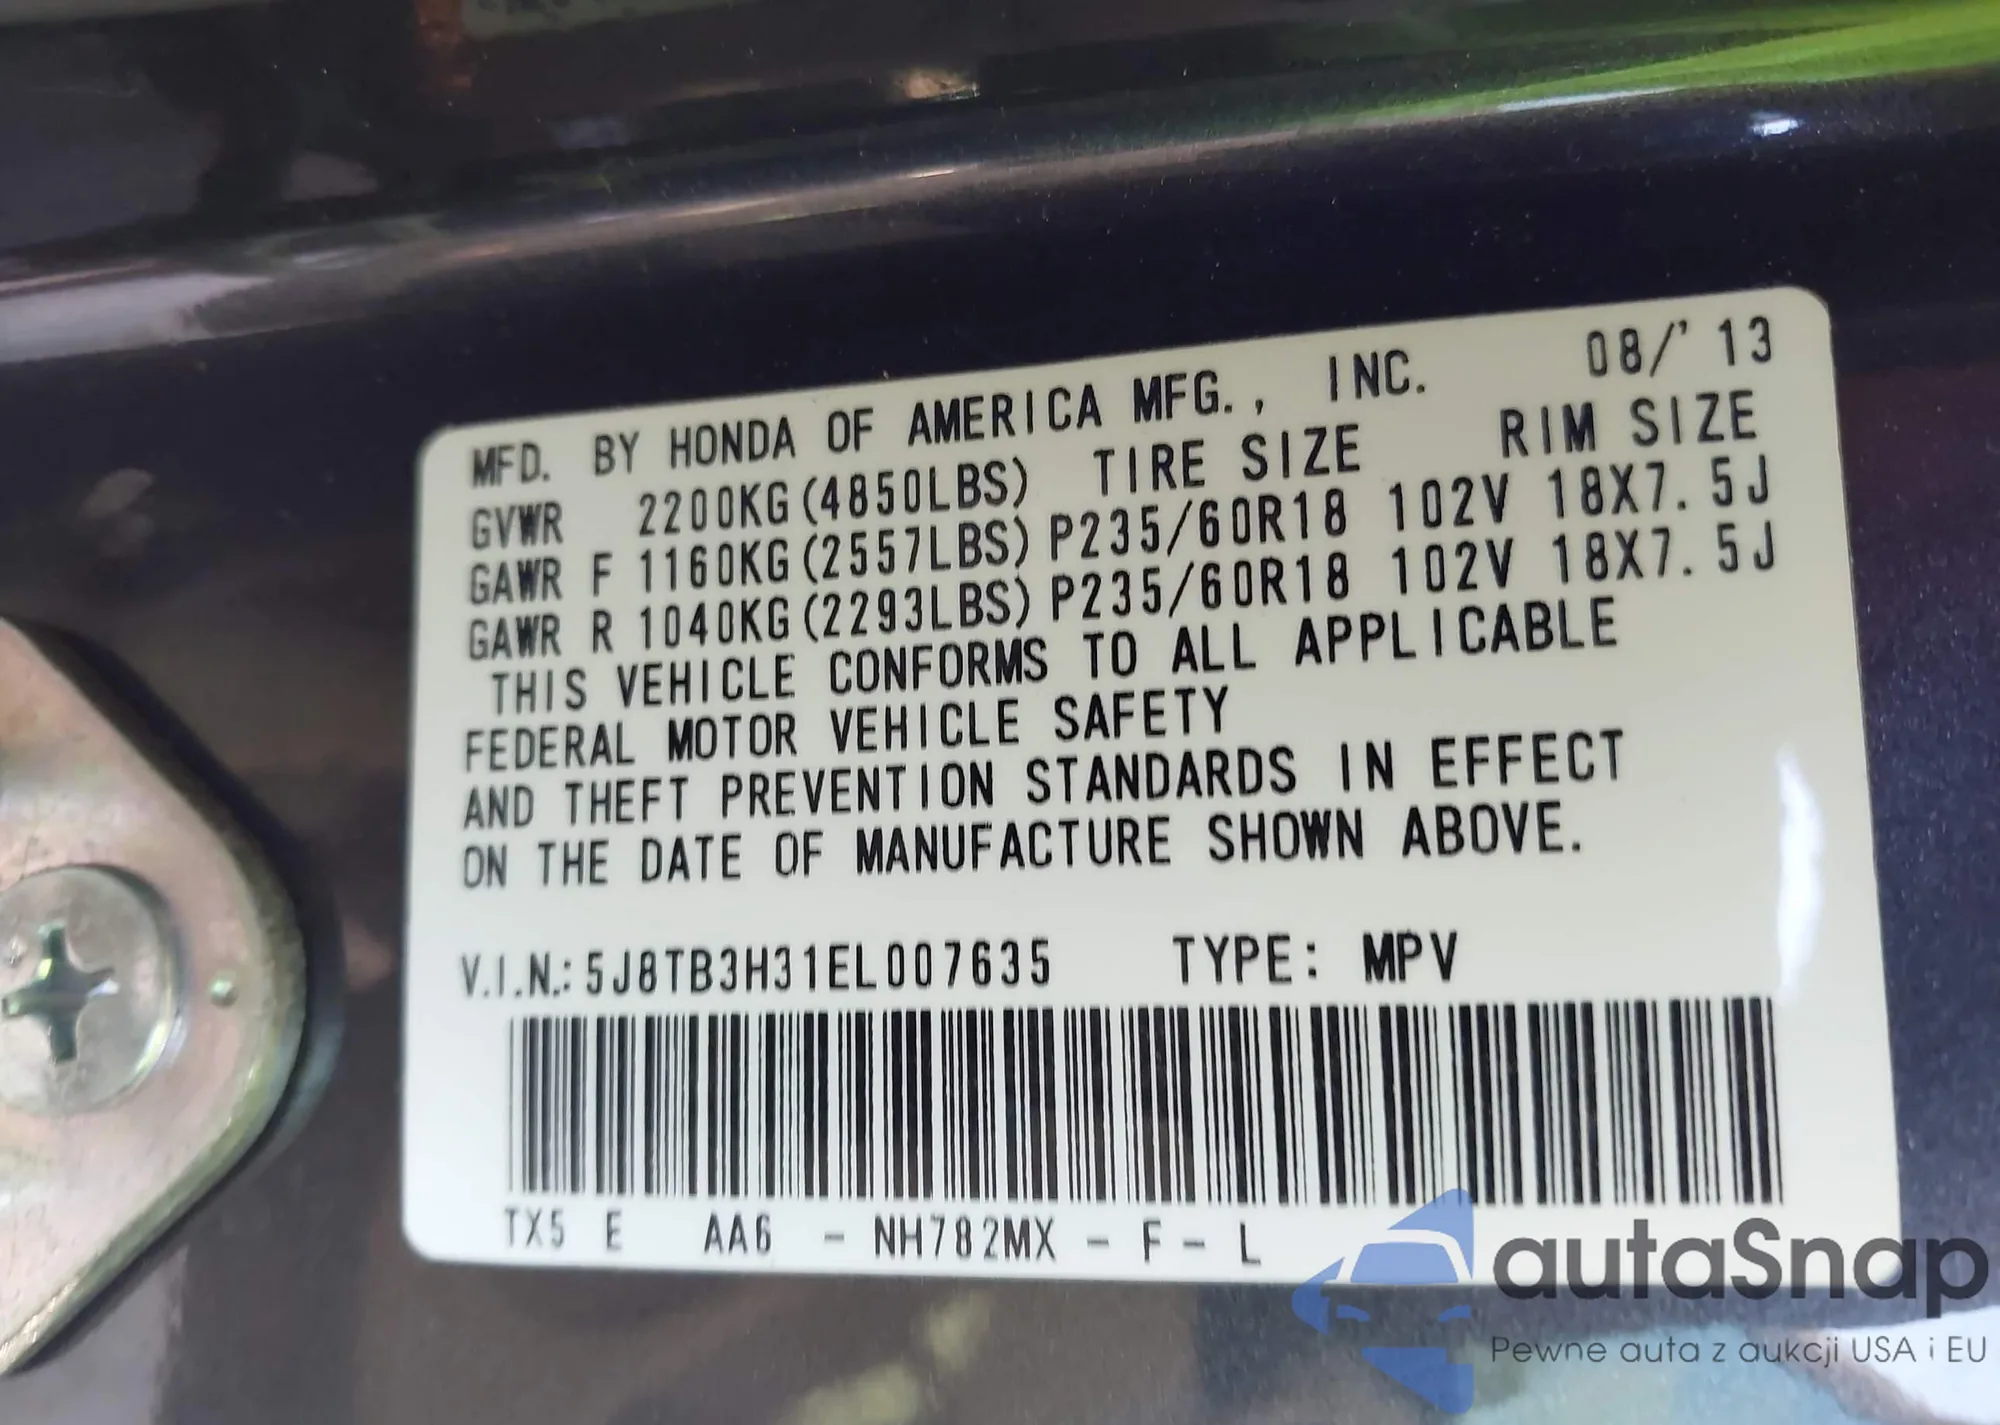 MFD. BY HONDA OF AMERICA MFG., INC. 08/'13
GVWR 2200KG(4850LBS) TIRE SIZE RIM SIZE
GAWR F 1160KG(2557LBS) P235/60R18 102V 18X7.5J
GAWR R 1040KG(2293LBS) P235/60R18 102V 18X7.5J
THIS VEHICLE CONFORMS TO ALL APPLICABLE
FEDERAL MOTOR VEHICLE SAFETY
AND THEFT PREVENTION STANDARDS IN EFFECT
ON THE DATE OF MANUFACTURE SHOWN ABOVE.
V.I.N.: 5J8TB3H31EL007635 TYPE: MPV
TX5 E AA6 - NH782MX - F - L
autaSnap
Pewne auta z aukcji USA i EU